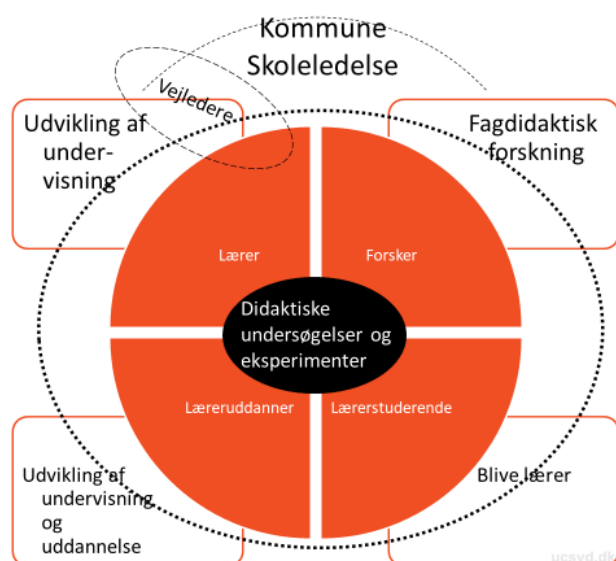 Kommune
Skoleledelse
Vejledere
Udvikling af
under-
visning
Fagdidaktisk
forskning
Lærer
Forsker
Didaktiske
undersøgelser og
eksperimenter
Læreruddanner
Lærerstuderende
Udvikling af
undervisning
og
uddannelse
Blive lærer
ucsyd.dk